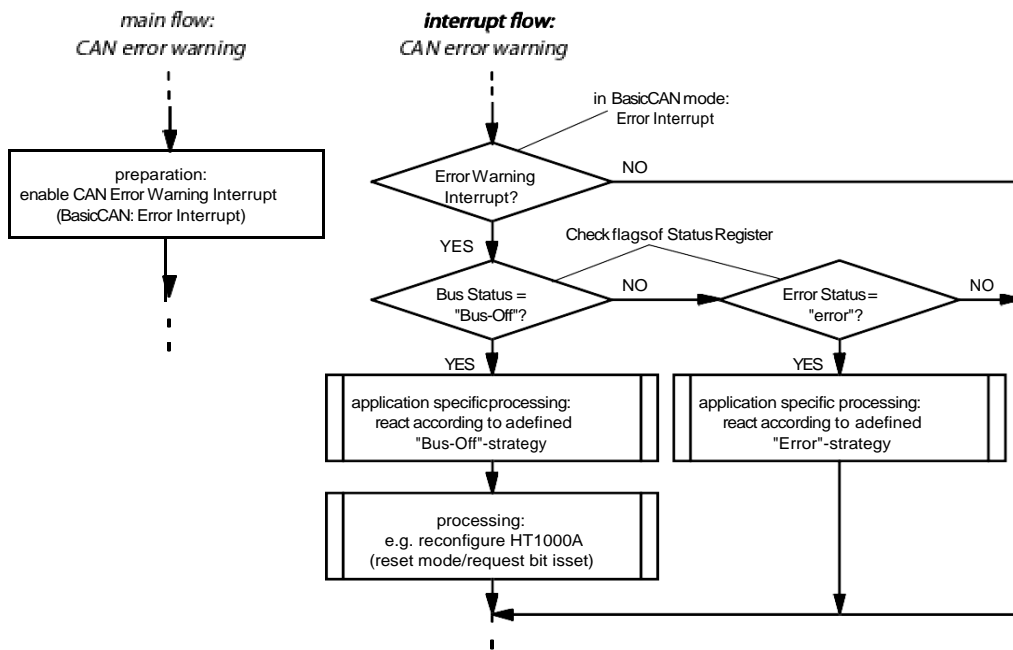 main flow:
CAN error warning
interrupt flow:
CAN error warning
in BasicCAN mode:
Error Interrupt
preparation:
enable CAN Error Warning Interrupt
(BasicCAN: Error Interrupt)
Error Warning
Interrupt?
NO
YES
Check flags of Status Register
Bus Status =
"Bus-Off"?
NO
Error Status =
"error"?
NO
YES
YES
application specific processing:
react according to adefined
"Bus-Off"-strategy
application specific processing:
react according to adefined
"Error"-strategy
processing:
e.g. reconfigure HT1000A
(reset mode/request bit isset)